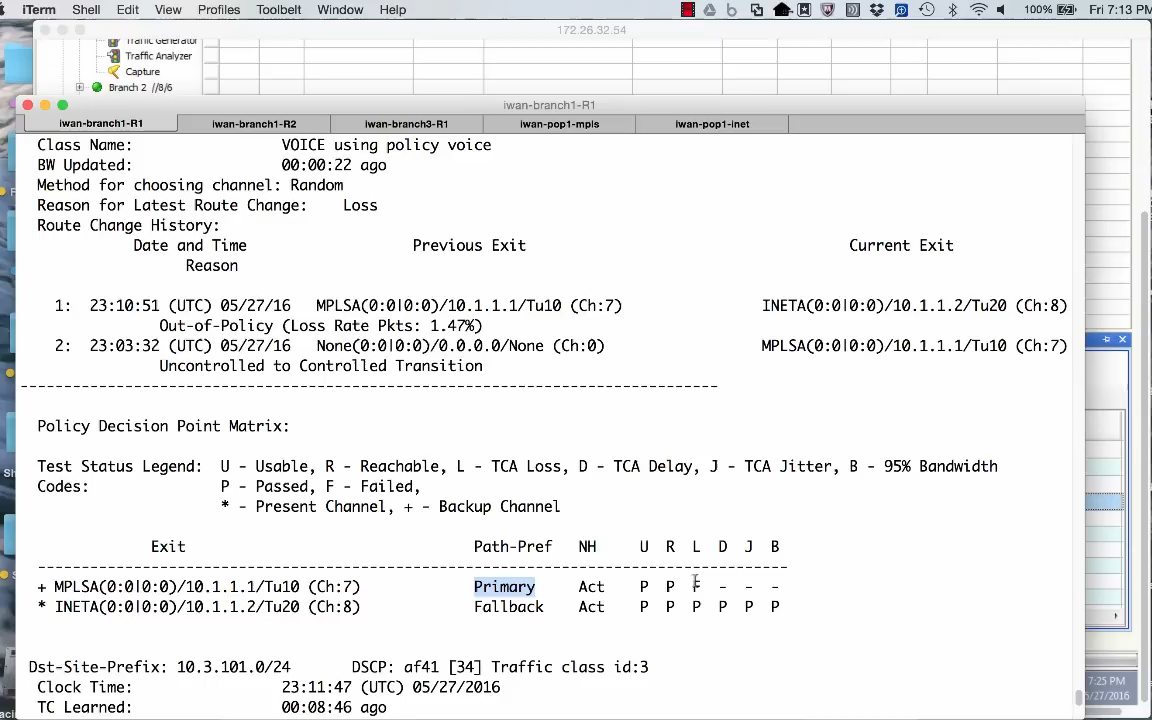 iTerm Shell Edit View Profiles Toolbelt Window Help 100% Fri 7:13 PM
172.26.32.54
Traffic Generator
Traffic Analyzer
Capture
Branch 2 //8/6
iwan-branch1-R1
iwan-branch1-R1 iwan-branch1-R2 iwan-branch3-R1 iwan-pop1-mpls iwan-pop1-inet
Class Name: VOICE using policy voice
BW Updated: 00:00:22 ago
Method for choosing channel: Random
Reason for Latest Route Change: Loss
Route Change History:
Date and Time Previous Exit Current Exit
Reason
1: 23:10:51 (UTC) 05/27/16 MPLSA(0:0|0:0)/10.1.1.1/Tu10 (Ch:7) INETA(0:0|0:0)/10.1.1.2/Tu20 (Ch:8)
Out-of-Policy (Loss Rate Pkts: 1.47%)
2: 23:03:32 (UTC) 05/27/16 None(0:0|0:0)/0.0.0.0/None (Ch:0) MPLSA(0:0|0:0)/10.1.1.1/Tu10 (Ch:7)
Uncontrolled to Controlled Transition
--------------------------------------------------------------------------------
Policy Decision Point Matrix:
Test Status Legend: U - Usable, R - Reachable, L - TCA Loss, D - TCA Delay, J - TCA Jitter, B - 95% Bandwidth
Codes: P - Passed, F - Failed,
* - Present Channel, + - Backup Channel
Exit Path-Pref NH U R L D J B
--------------------------------------------------------------------------------
+ MPLSA(0:0|0:0)/10.1.1.1/Tu10 (Ch:7) Primary Act P P F - - -
* INETA(0:0|0:0)/10.1.1.2/Tu20 (Ch:8) Fallback Act P P P P P P
Dst-Site-Prefix: 10.3.101.0/24 DSCP: af41 [34] Traffic class id:3
Clock Time: 23:11:47 (UTC) 05/27/2016
TC Learned: 00:08:46 ago
7:25 PM